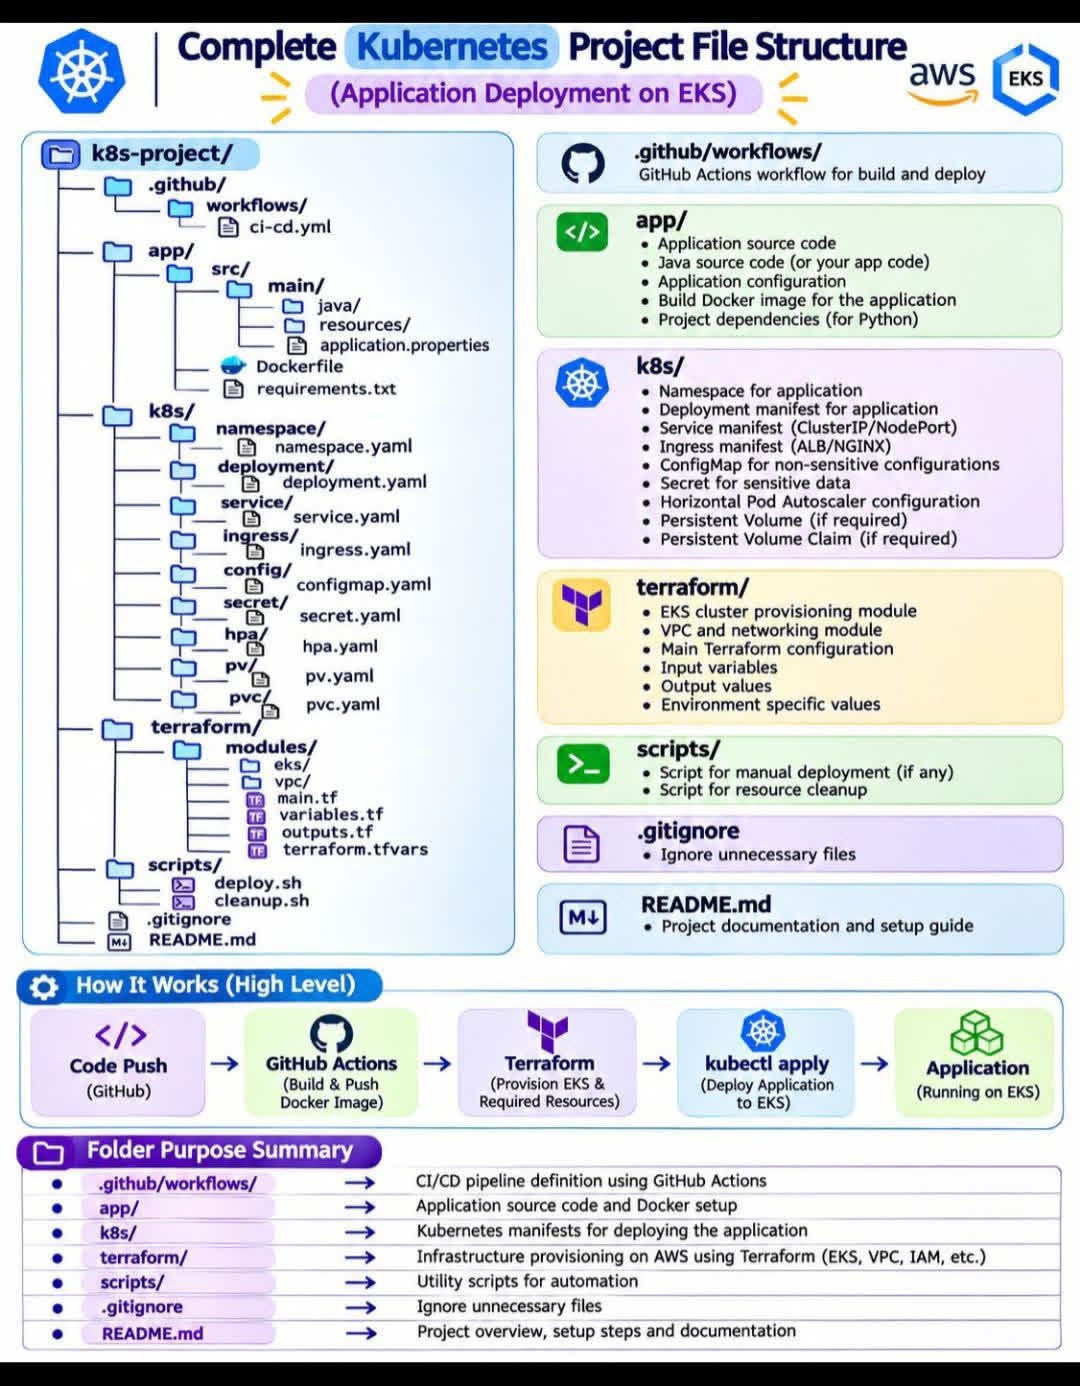 Complete Kubernetes Project File Structure
(Application Deployment on EKS)
aws
EKS
k8s-project/
.github/
workflows/
ci-cd.yml
app/
src/
main/
java/
resources/
application.properties
Dockerfile
requirements.txt
k8s/
namespace/
namespace.yaml
deployment/
deployment.yaml
service/
service.yaml
ingress/
ingress.yaml
config/
configmap.yaml
secret/
secret.yaml
hpa/
hpa.yaml
pv/
pv.yaml
pvc/
pvc.yaml
terraform/
modules/
eks/
vpc/
TF main.tf
TF variables.tf
TF outputs.tf
TF terraform.tfvars
scripts/
deploy.sh
cleanup.sh
.gitignore
M↓ README.md
.github/workflows/
GitHub Actions workflow for build and deploy
</> app/
• Application source code
• Java source code (or your app code)
• Application configuration
• Build Docker image for the application
• Project dependencies (for Python)
k8s/
• Namespace for application
• Deployment manifest for application
• Service manifest (ClusterIP/NodePort)
• Ingress manifest (ALB/NGINX)
• ConfigMap for non-sensitive configurations
• Secret for sensitive data
• Horizontal Pod Autoscaler configuration
• Persistent Volume (if required)
• Persistent Volume Claim (if required)
terraform/
• EKS cluster provisioning module
• VPC and networking module
• Main Terraform configuration
• Input variables
• Output values
• Environment specific values
>_ scripts/
• Script for manual deployment (if any)
• Script for resource cleanup
.gitignore
• Ignore unnecessary files
M↓ README.md
• Project documentation and setup guide
How It Works (High Level)
</>
Code Push
(GitHub)
→
GitHub Actions
(Build & Push
Docker Image)
→
Terraform
(Provision EKS &
Required Resources)
→
kubectl apply
(Deploy Application
to EKS)
→
Application
(Running on EKS)
Folder Purpose Summary
• .github/workflows/ → CI/CD pipeline definition using GitHub Actions
• app/ → Application source code and Docker setup
• k8s/ → Kubernetes manifests for deploying the application
• terraform/ → Infrastructure provisioning on AWS using Terraform (EKS, VPC, IAM, etc.)
• scripts/ → Utility scripts for automation
• .gitignore → Ignore unnecessary files
• README.md → Project overview, setup steps and documentation